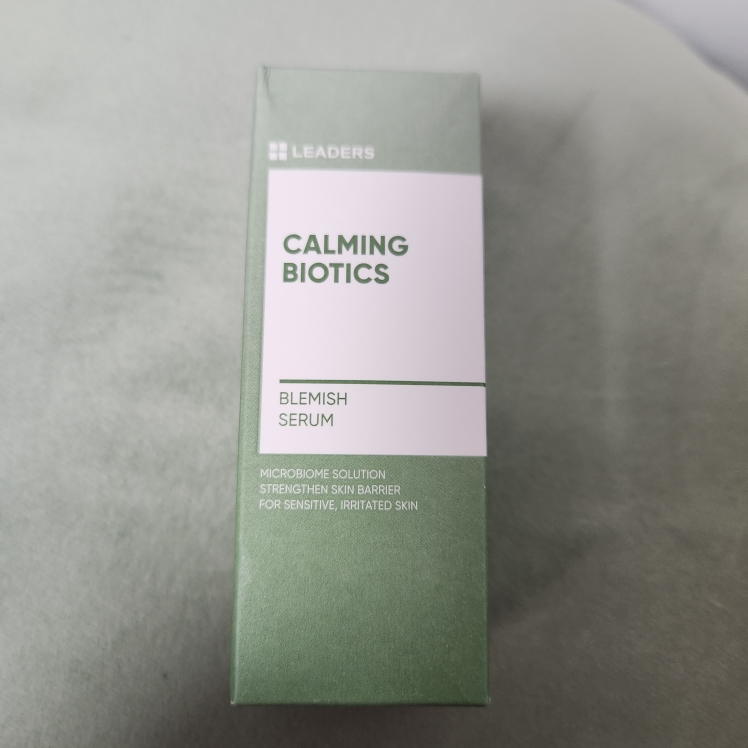 LEADERS
CALMING
BIOTICS
BLEMISH
SERUM
MICROBIOME SOLUTION
STRENGTHEN SKIN BARRIER
FOR SENSITIVE, IRRITATED SKIN